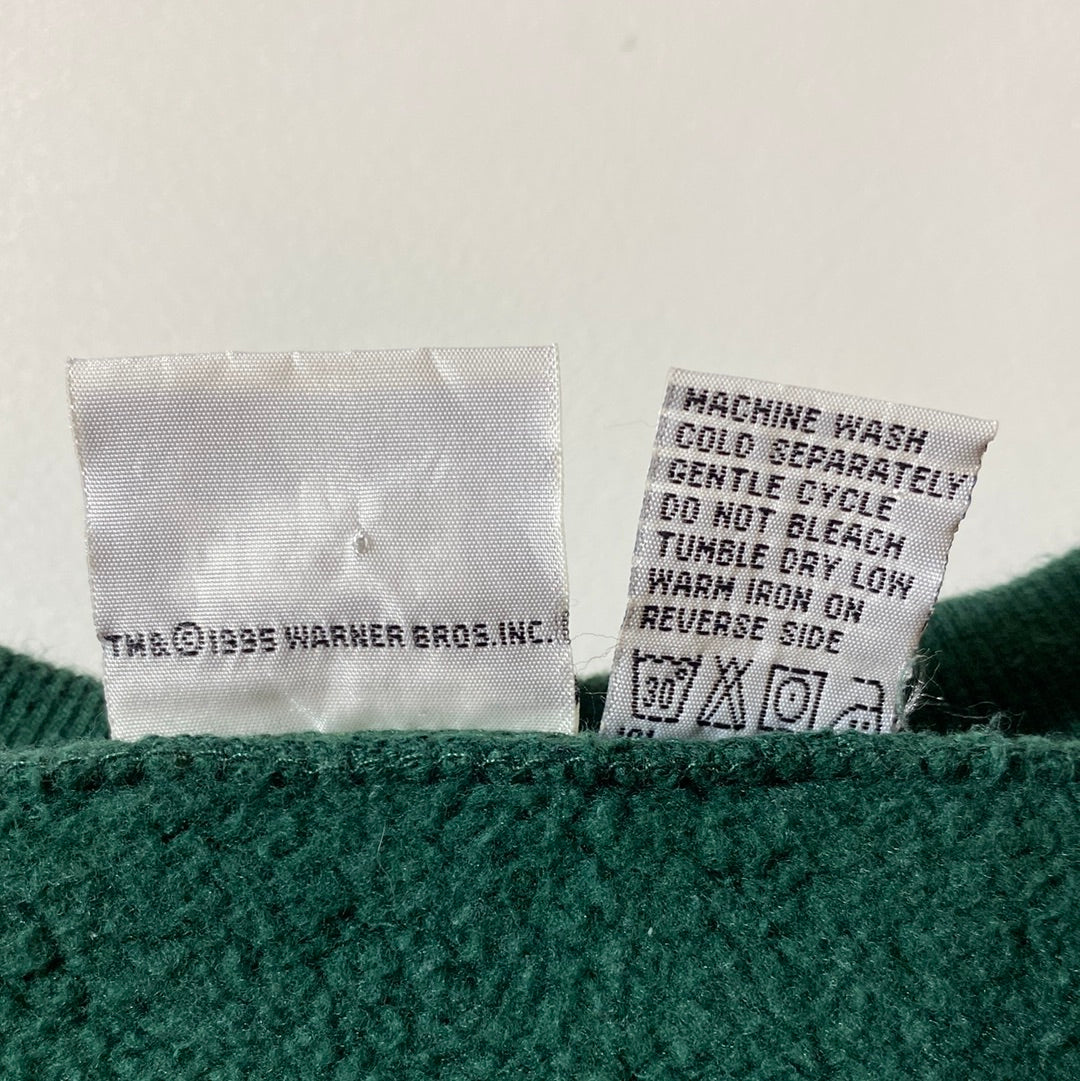 TM&©1995 WARNER BROS.INC.
MACHINE WASH
COLD SEPARATELY
GENTLE CYCLE
DO NOT BLEACH
TUMBLE DRY LOW
WARM IRON ON
REVERSE SIDE
30°